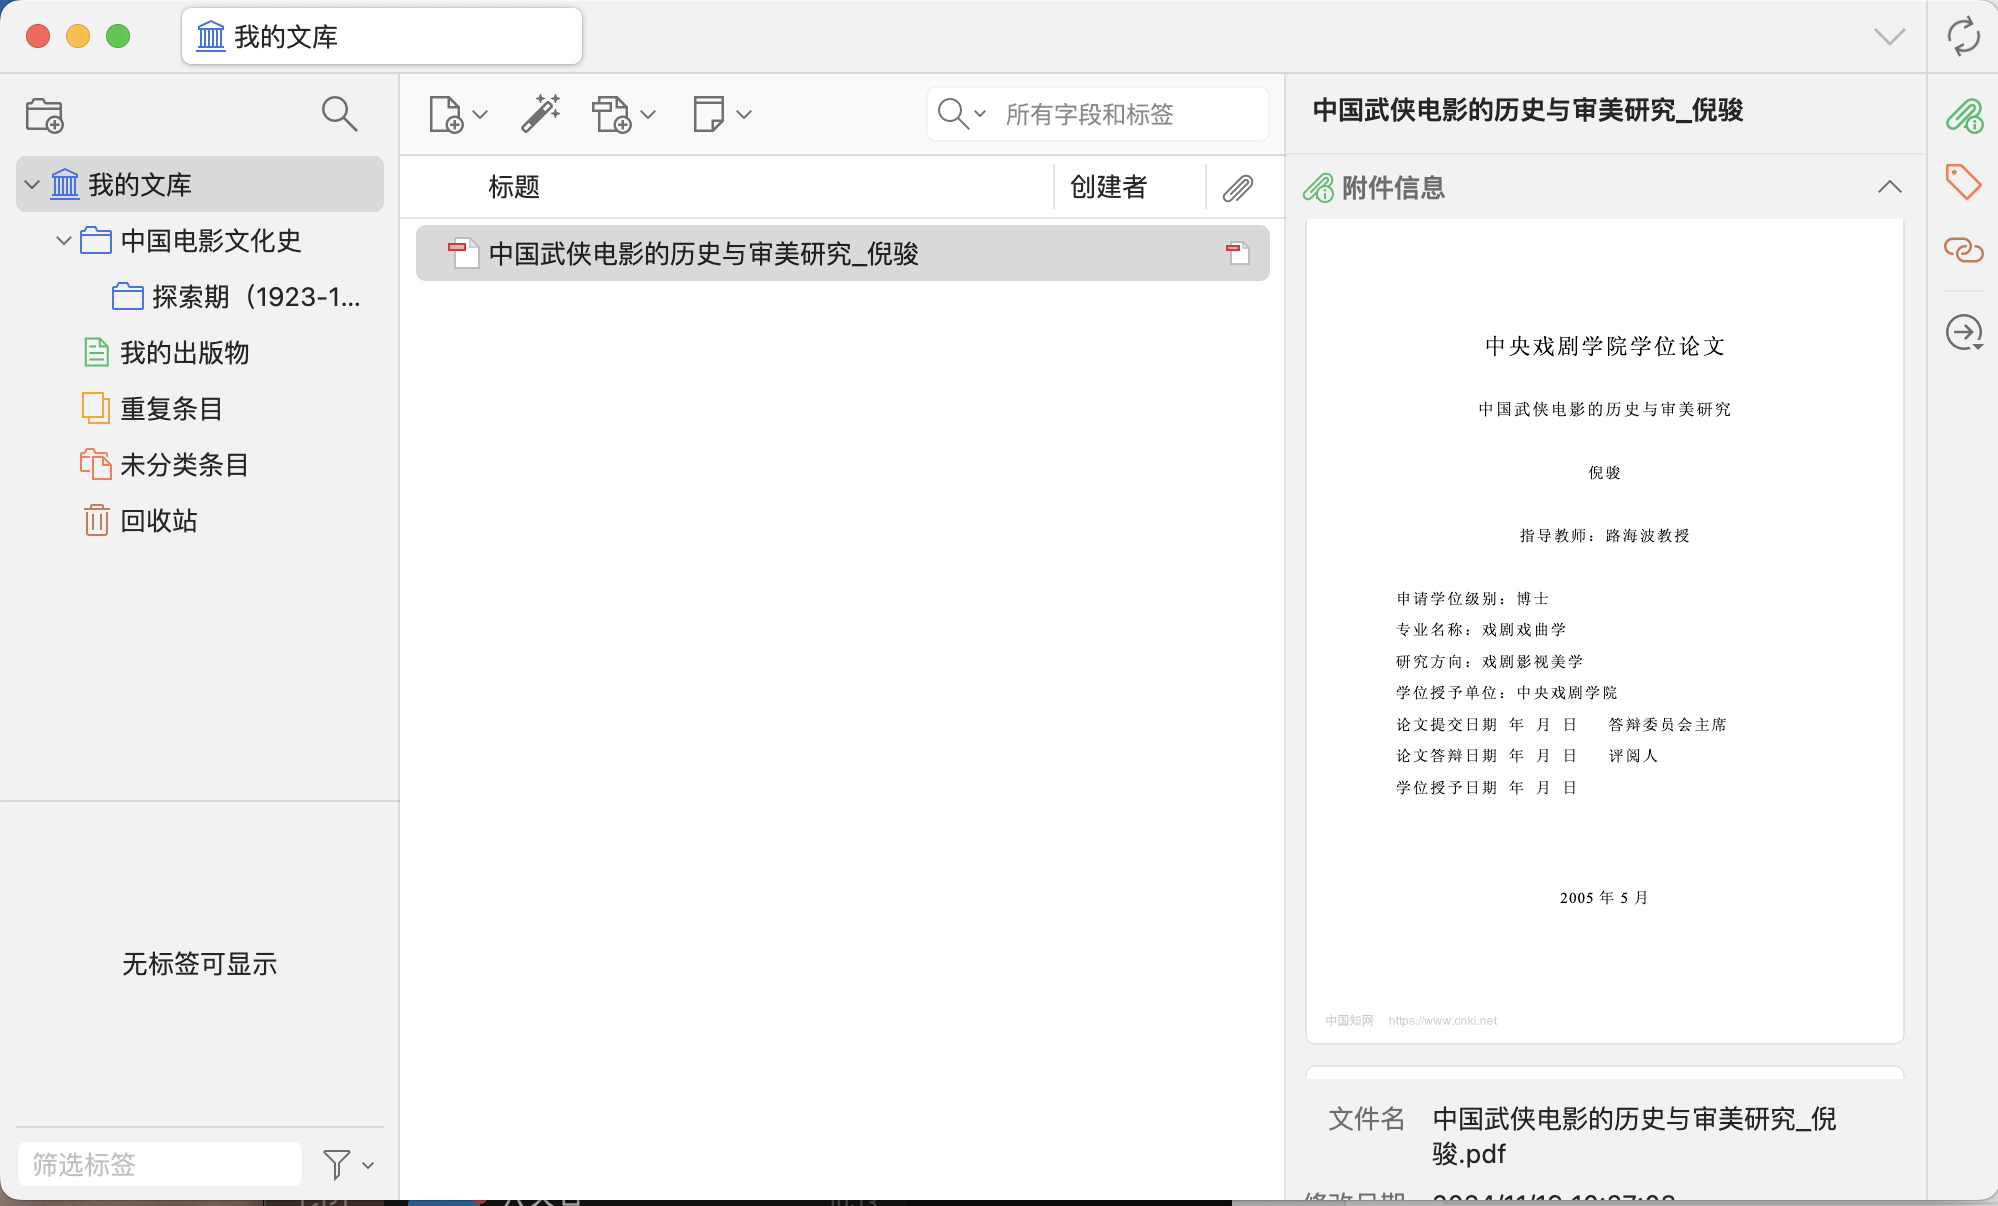 我的文库
我的文库
中国电影文化史
探索期（1923-1...
我的出版物
重复条目
未分类条目
回收站
无标签可显示
筛选标签
所有字段和标签
标题
创建者
中国武侠电影的历史与审美研究_倪骏
中国武侠电影的历史与审美研究_倪骏
附件信息
中央戏剧学院学位论文
中国武侠电影的历史与审美研究
倪骏
指导教师：路海波教授
申请学位级别：博士
专业名称：戏剧戏曲学
研究方向：戏剧影视美学
学位授予单位：中央戏剧学院
论文提交日期 年 月 日 答辩委员会主席
论文答辩日期 年 月 日 评阅人
学位授予日期 年 月 日
2005 年 5 月
中国知网 https://www.cnki.net
文件名 中国武侠电影的历史与审美研究_倪
骏.pdf
修改日期